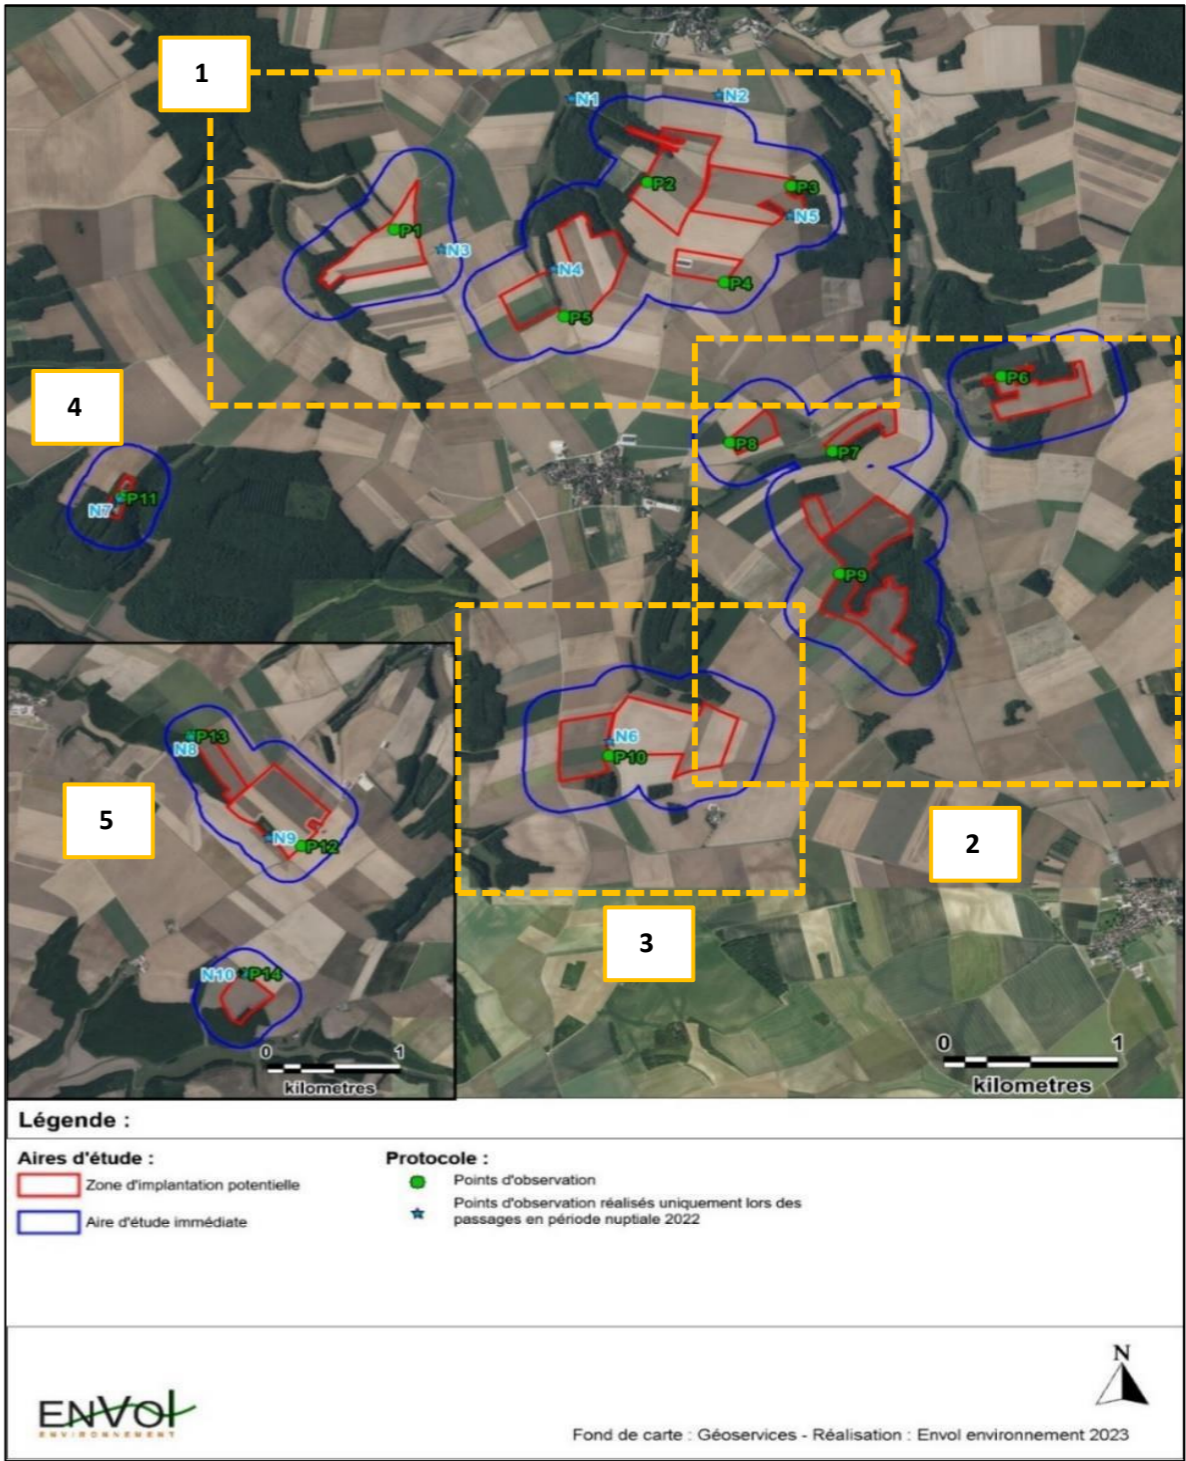 1
N1
N2
P2
P3
N5
P1
N3
N4
P4
P5
4
P6
P8
P7
P11
N7
P9
N6
P10
P13
N8
5
N9
P12
2
3
N10
P14
0 1
kilometres
0 1
kilometres
Légende :
Aires d'étude :
Zone d'implantation potentielle
Aire d'étude immédiate
Protocole :
Points d'observation
Points d'observation réalisés uniquement lors des
passages en période nuptiale 2022
N
ENVOL
ENVIRONNEMENT
Fond de carte : Géoservices - Réalisation : Envol environnement 2023